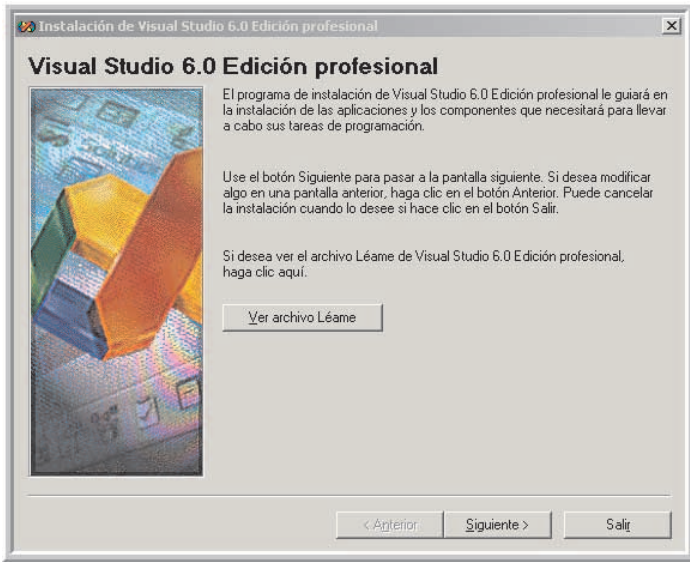 Instalación de Visual Studio 6.0 Edición profesional
Visual Studio 6.0 Edición profesional
El programa de instalación de Visual Studio 6.0 Edición profesional le guiará en
la instalación de las aplicaciones y los componentes que necesitará para llevar
a cabo sus tareas de programación.
Use el botón Siguiente para pasar a la pantalla siguiente. Si desea modificar
algo en una pantalla anterior, haga clic en el botón Anterior. Puede cancelar
la instalación cuando lo desee si hace clic en el botón Salir.
Si desea ver el archivo Léame de Visual Studio 6.0 Edición profesional,
haga clic aquí.
Ver archivo Léame
< Anterior
Siguiente >
Salir